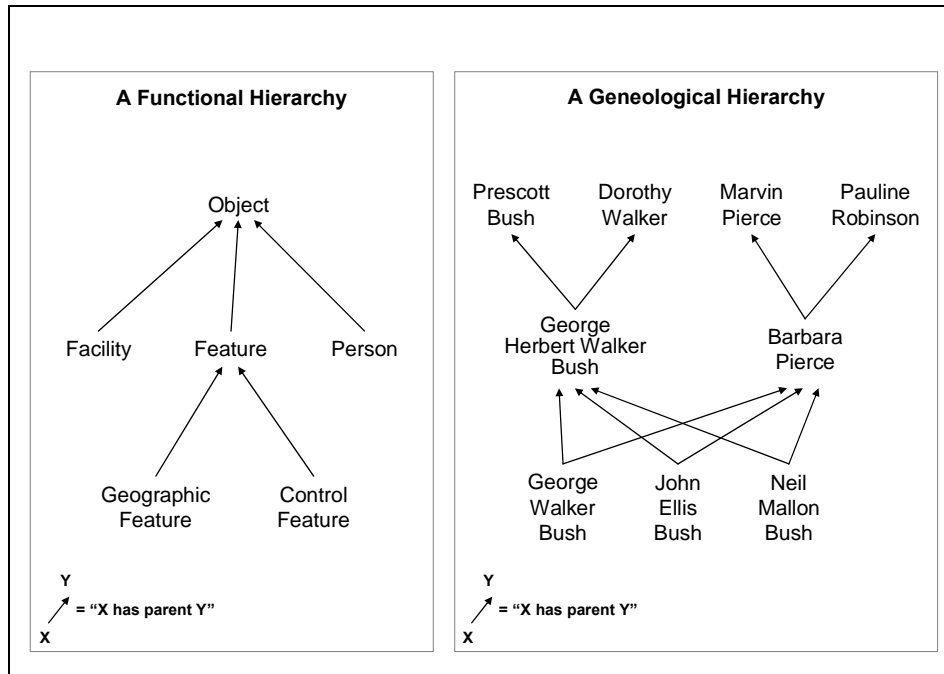 A Functional Hierarchy
Object
Facility
Feature
Person
Geographic
Feature
Control
Feature
Y
= “X has parent Y”
X
A Geneological Hierarchy
Prescott
Bush
Dorothy
Walker
Marvin
Pierce
Pauline
Robinson
George
Herbert Walker
Bush
Barbara
Pierce
George
Walker
Bush
John
Ellis
Bush
Neil
Mallon
Bush
Y
= “X has parent Y”
X